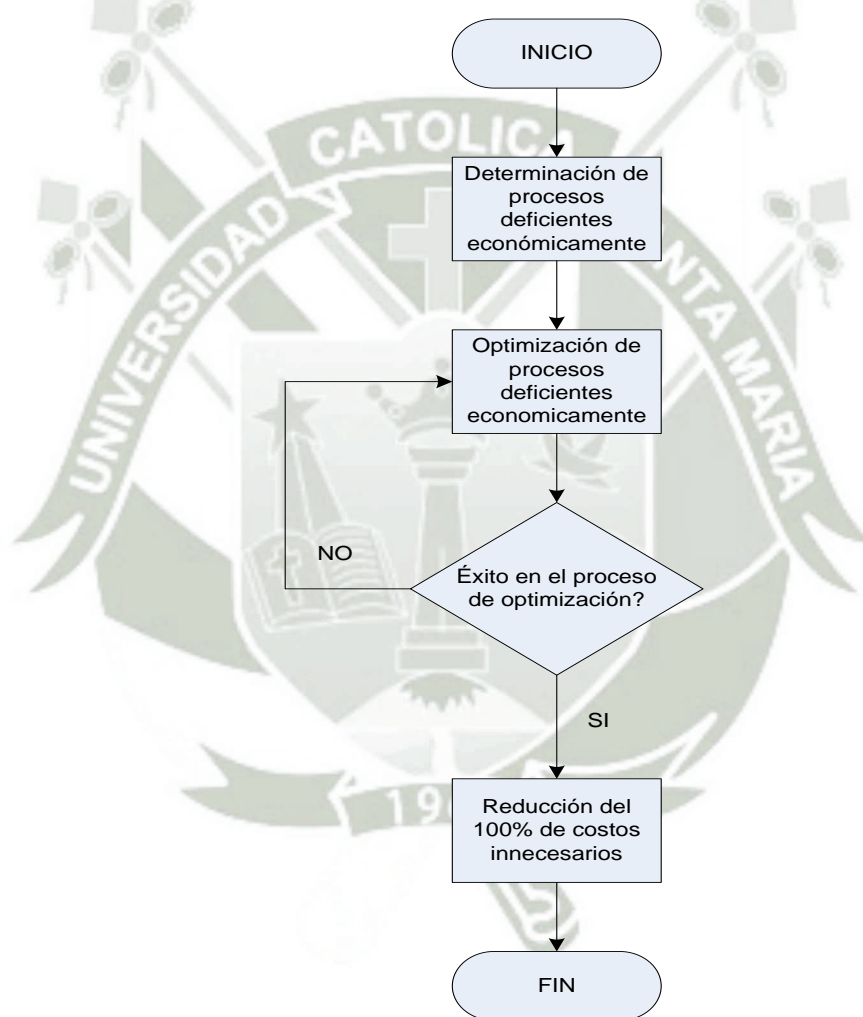 INICIO
CATOLICA
UNIVERSIDAD
Determinación de
procesos
deficientes
económicamente
MARIA
Optimización de
procesos
deficientes
economicamente
NO
Éxito en el proceso
de optimización?
SI
Reducción del
100% de costos
innecesarios
FIN